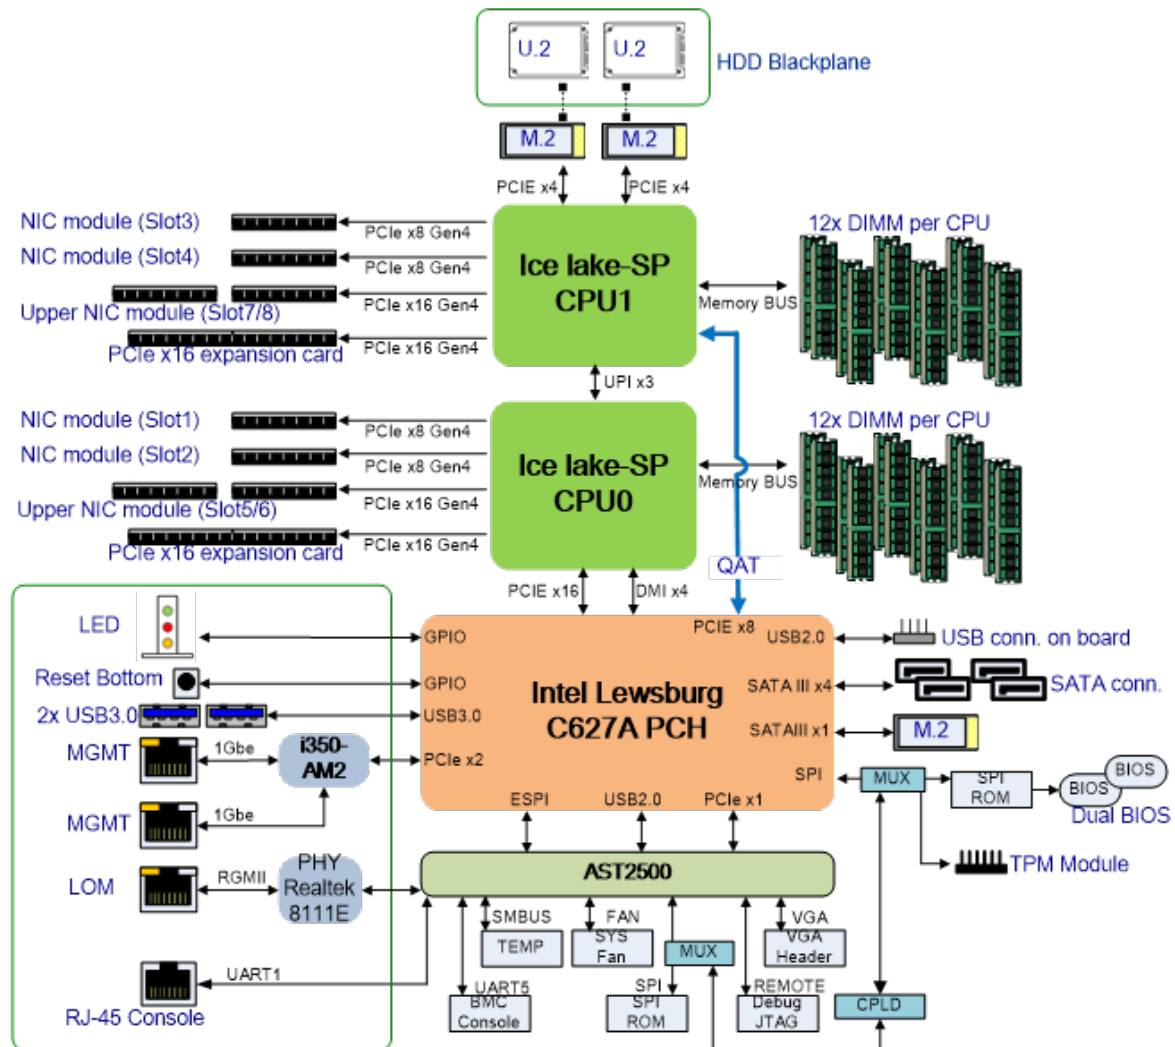 U.2
U.2
HDD Blackplane
M.2
M.2
PCIE x4
PCIE x4
NIC module (Slot3)
PCIe x8 Gen4
NIC module (Slot4)
PCIe x8 Gen4
Upper NIC module (Slot7/8)
PCIe x16 Gen4
PCIe x16 expansion card
PCIe x16 Gen4
Ice lake-SP
CPU1
Memory BUS
12x DIMM per CPU
UPI x3
NIC module (Slot1)
PCIe x8 Gen4
NIC module (Slot2)
PCIe x8 Gen4
Upper NIC module (Slot5/6)
PCIe x16 Gen4
PCIe x16 expansion card
PCIe x16 Gen4
Ice lake-SP
CPU0
Memory BUS
12x DIMM per CPU
QAT
PCIE x16
DMI x4
PCIE x8
LED
GPIO
Reset Bottom
GPIO
2x USB3.0
USB3.0
MGMT
1Gbe
i350-
AM2
PCIe x2
MGMT
1Gbe
LOM
RGMII
PHY
Realtek
8111E
RJ-45 Console
UART1
Intel Lewsburg
C627A PCH
USB2.0
USB conn. on board
SATA III x4
SATA conn.
SATAIII x1
M.2
SPI
MUX
SPI
ROM
BIOS
BIOS
Dual BIOS
TPM Module
ESPI
USB2.0
PCIe x1
AST2500
SMBUS
TEMP
FAN
SYS
Fan
MUX
VGA
VGA
Header
UART5
BMC
Console
SPI
SPI
ROM
REMOTE
Debug
JTAG
CPLD